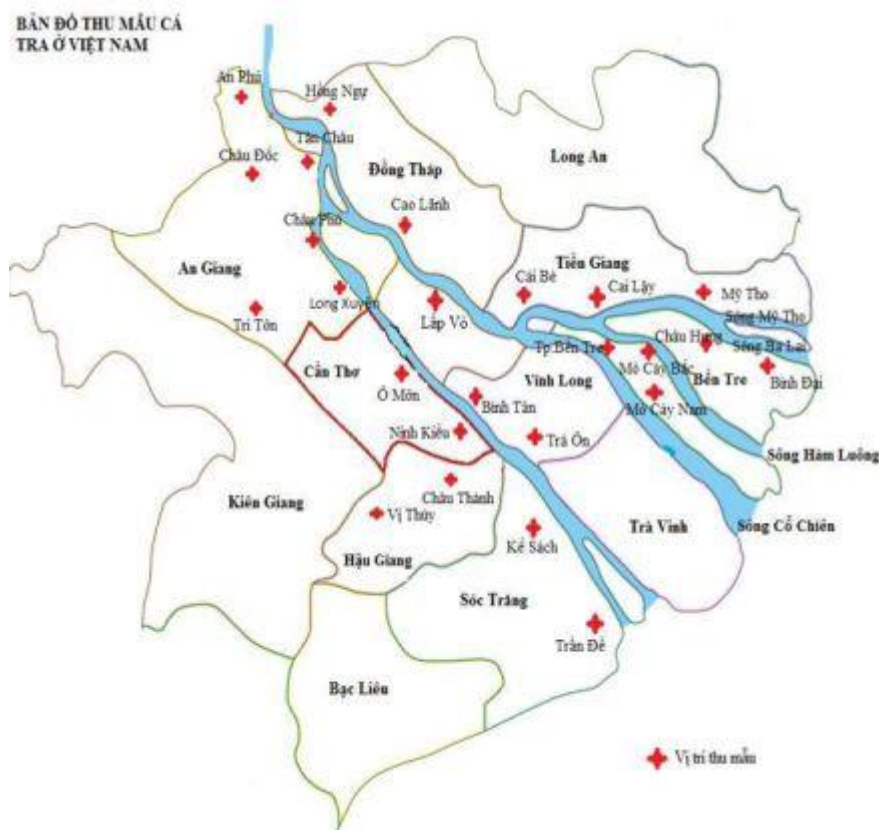 BẢN ĐỒ THU MẪU CÁ
TRA Ở VIỆT NAM
An Phú
Hồng Ngự
Tân Châu
Châu Đốc
Đồng Tháp
Long An
Cao Lãnh
Châu Phú
An Giang
Tiền Giang
Cái Bè
Cai Lậy
Mỹ Tho
Long Xuyên
Tri Tôn
Lấp Vò
Sông Mỹ Tho
Châu Hưng
Sông Ba Lai
Tp.Bến Tre
Mỏ Cày Bắc
Bến Tre
Bình Đại
Cần Thơ
Vĩnh Long
Ô Môn
Bình Tân
Mỏ Cày Nam
Ninh Kiều
Trà Ôn
Sông Hàm Luông
Kiên Giang
Châu Thành
Vị Thủy
Trà Vinh
Sông Cổ Chiên
Hậu Giang
Kế Sách
Sóc Trăng
Trần Đề
Bạc Liêu
Vị trí thu mẫu